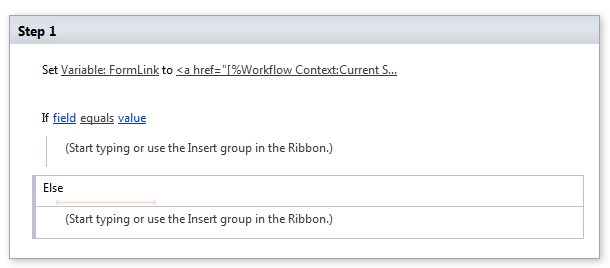 Step 1
Set Variable: FormLink to <a href="[%Workflow Context:Current S...
If field equals value
(Start typing or use the Insert group in the Ribbon.)
Else
(Start typing or use the Insert group in the Ribbon.)